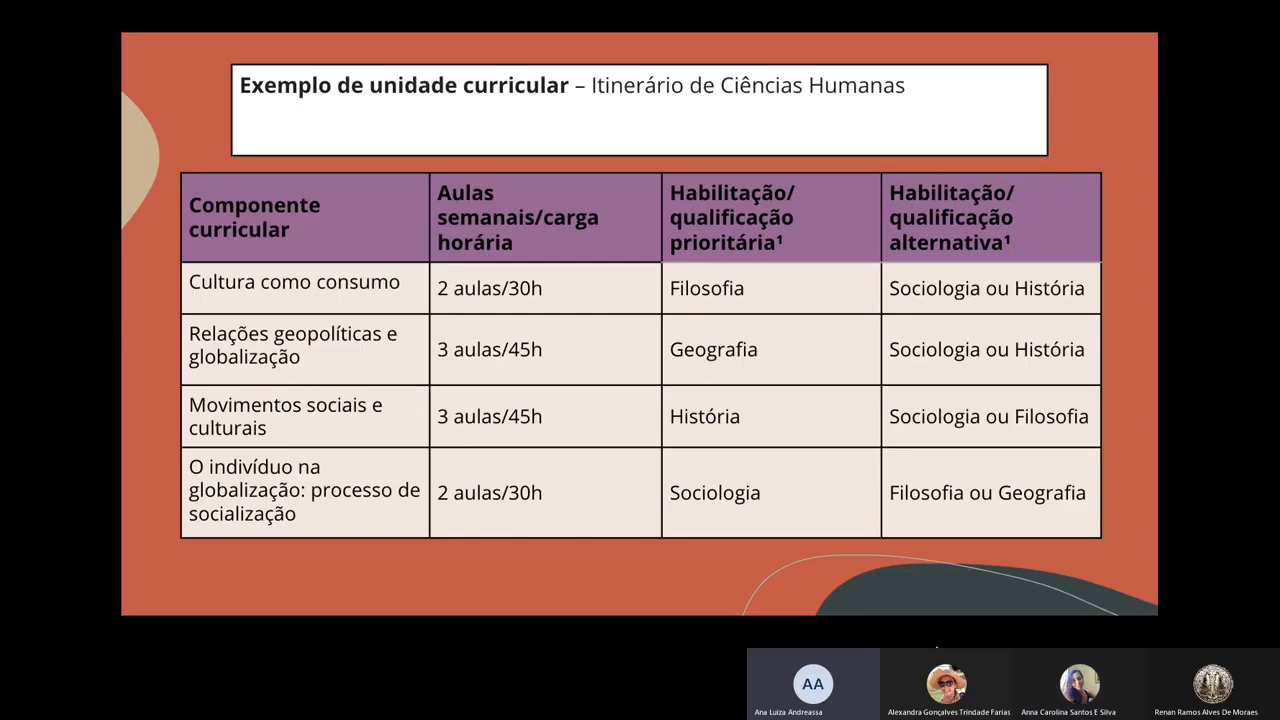 Exemplo de unidade curricular – Itinerário de Ciências Humanas
Componente
curricular
Aulas
semanais/carga
horária
Habilitação/
qualificação
prioritária¹
Habilitação/
qualificação
alternativa¹
Cultura como consumo
2 aulas/30h
Filosofia
Sociologia ou História
Relações geopolíticas e
globalização
3 aulas/45h
Geografia
Sociologia ou História
Movimentos sociais e
culturais
3 aulas/45h
História
Sociologia ou Filosofia
O indivíduo na
globalização: processo de
socialização
2 aulas/30h
Sociologia
Filosofia ou Geografia
AA
Ana Luiza Andreassa
Alexandra Gonçalves Trindade Farias
Anna Carolina Santos E Silva
Renan Ramos Alves De Moraes